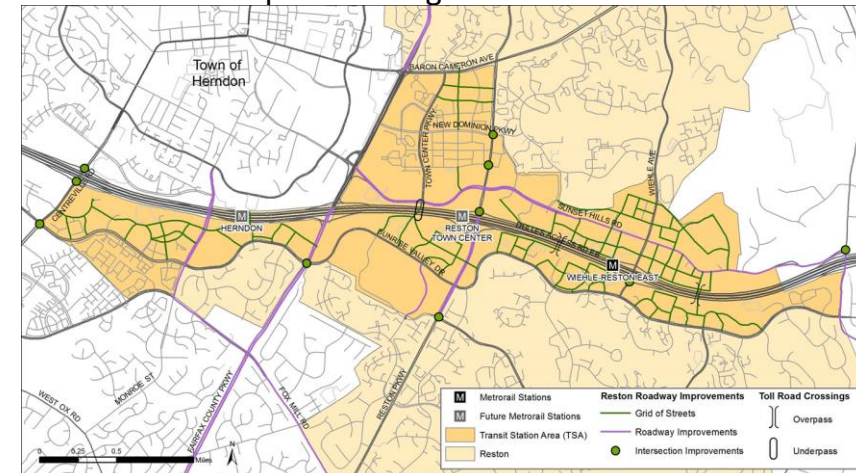 Town of
Herndon
BARON CAMERON AVE
TOWN CENTER PKWY
NEW DOMINION PKWY
WIEHLE AVE
M
HERNDON
M
RESTON
TOWN CENTER
SUNSET HILLS RD
SUNRISE VALLEY DR
M
WIEHLE-RESTON EAST
WEST OX RD
MONROE ST
FAIRFAX COUNTY PKWY
FOX MILL RD
RESTON PKWY
0 0.25 0.5 1
Miles
N
M Metrorail Stations
M Future Metrorail Stations
Transit Station Area (TSA)
Reston
Reston Roadway Improvements
Grid of Streets
Roadway Improvements
Intersection Improvements
Toll Road Crossings
Overpass
Underpass